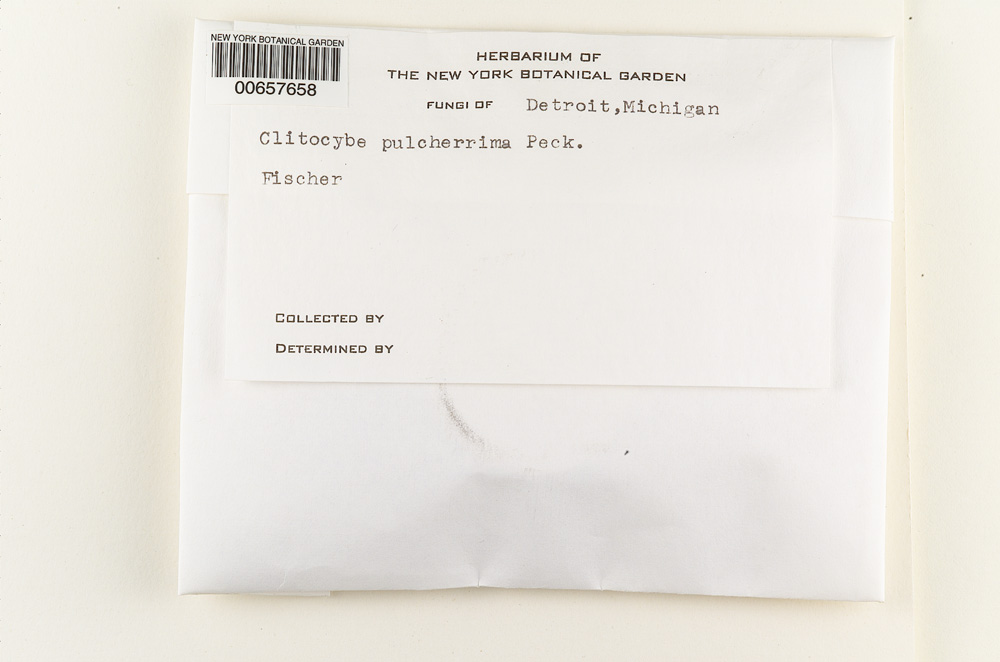 NEW YORK BOTANICAL GARDEN
00657658
HERBARIUM OF
THE NEW YORK BOTANICAL GARDEN
FUNGI OF Detroit,Michigan
Clitocybe pulcherrima Peck.
Fischer
COLLECTED BY
DETERMINED BY